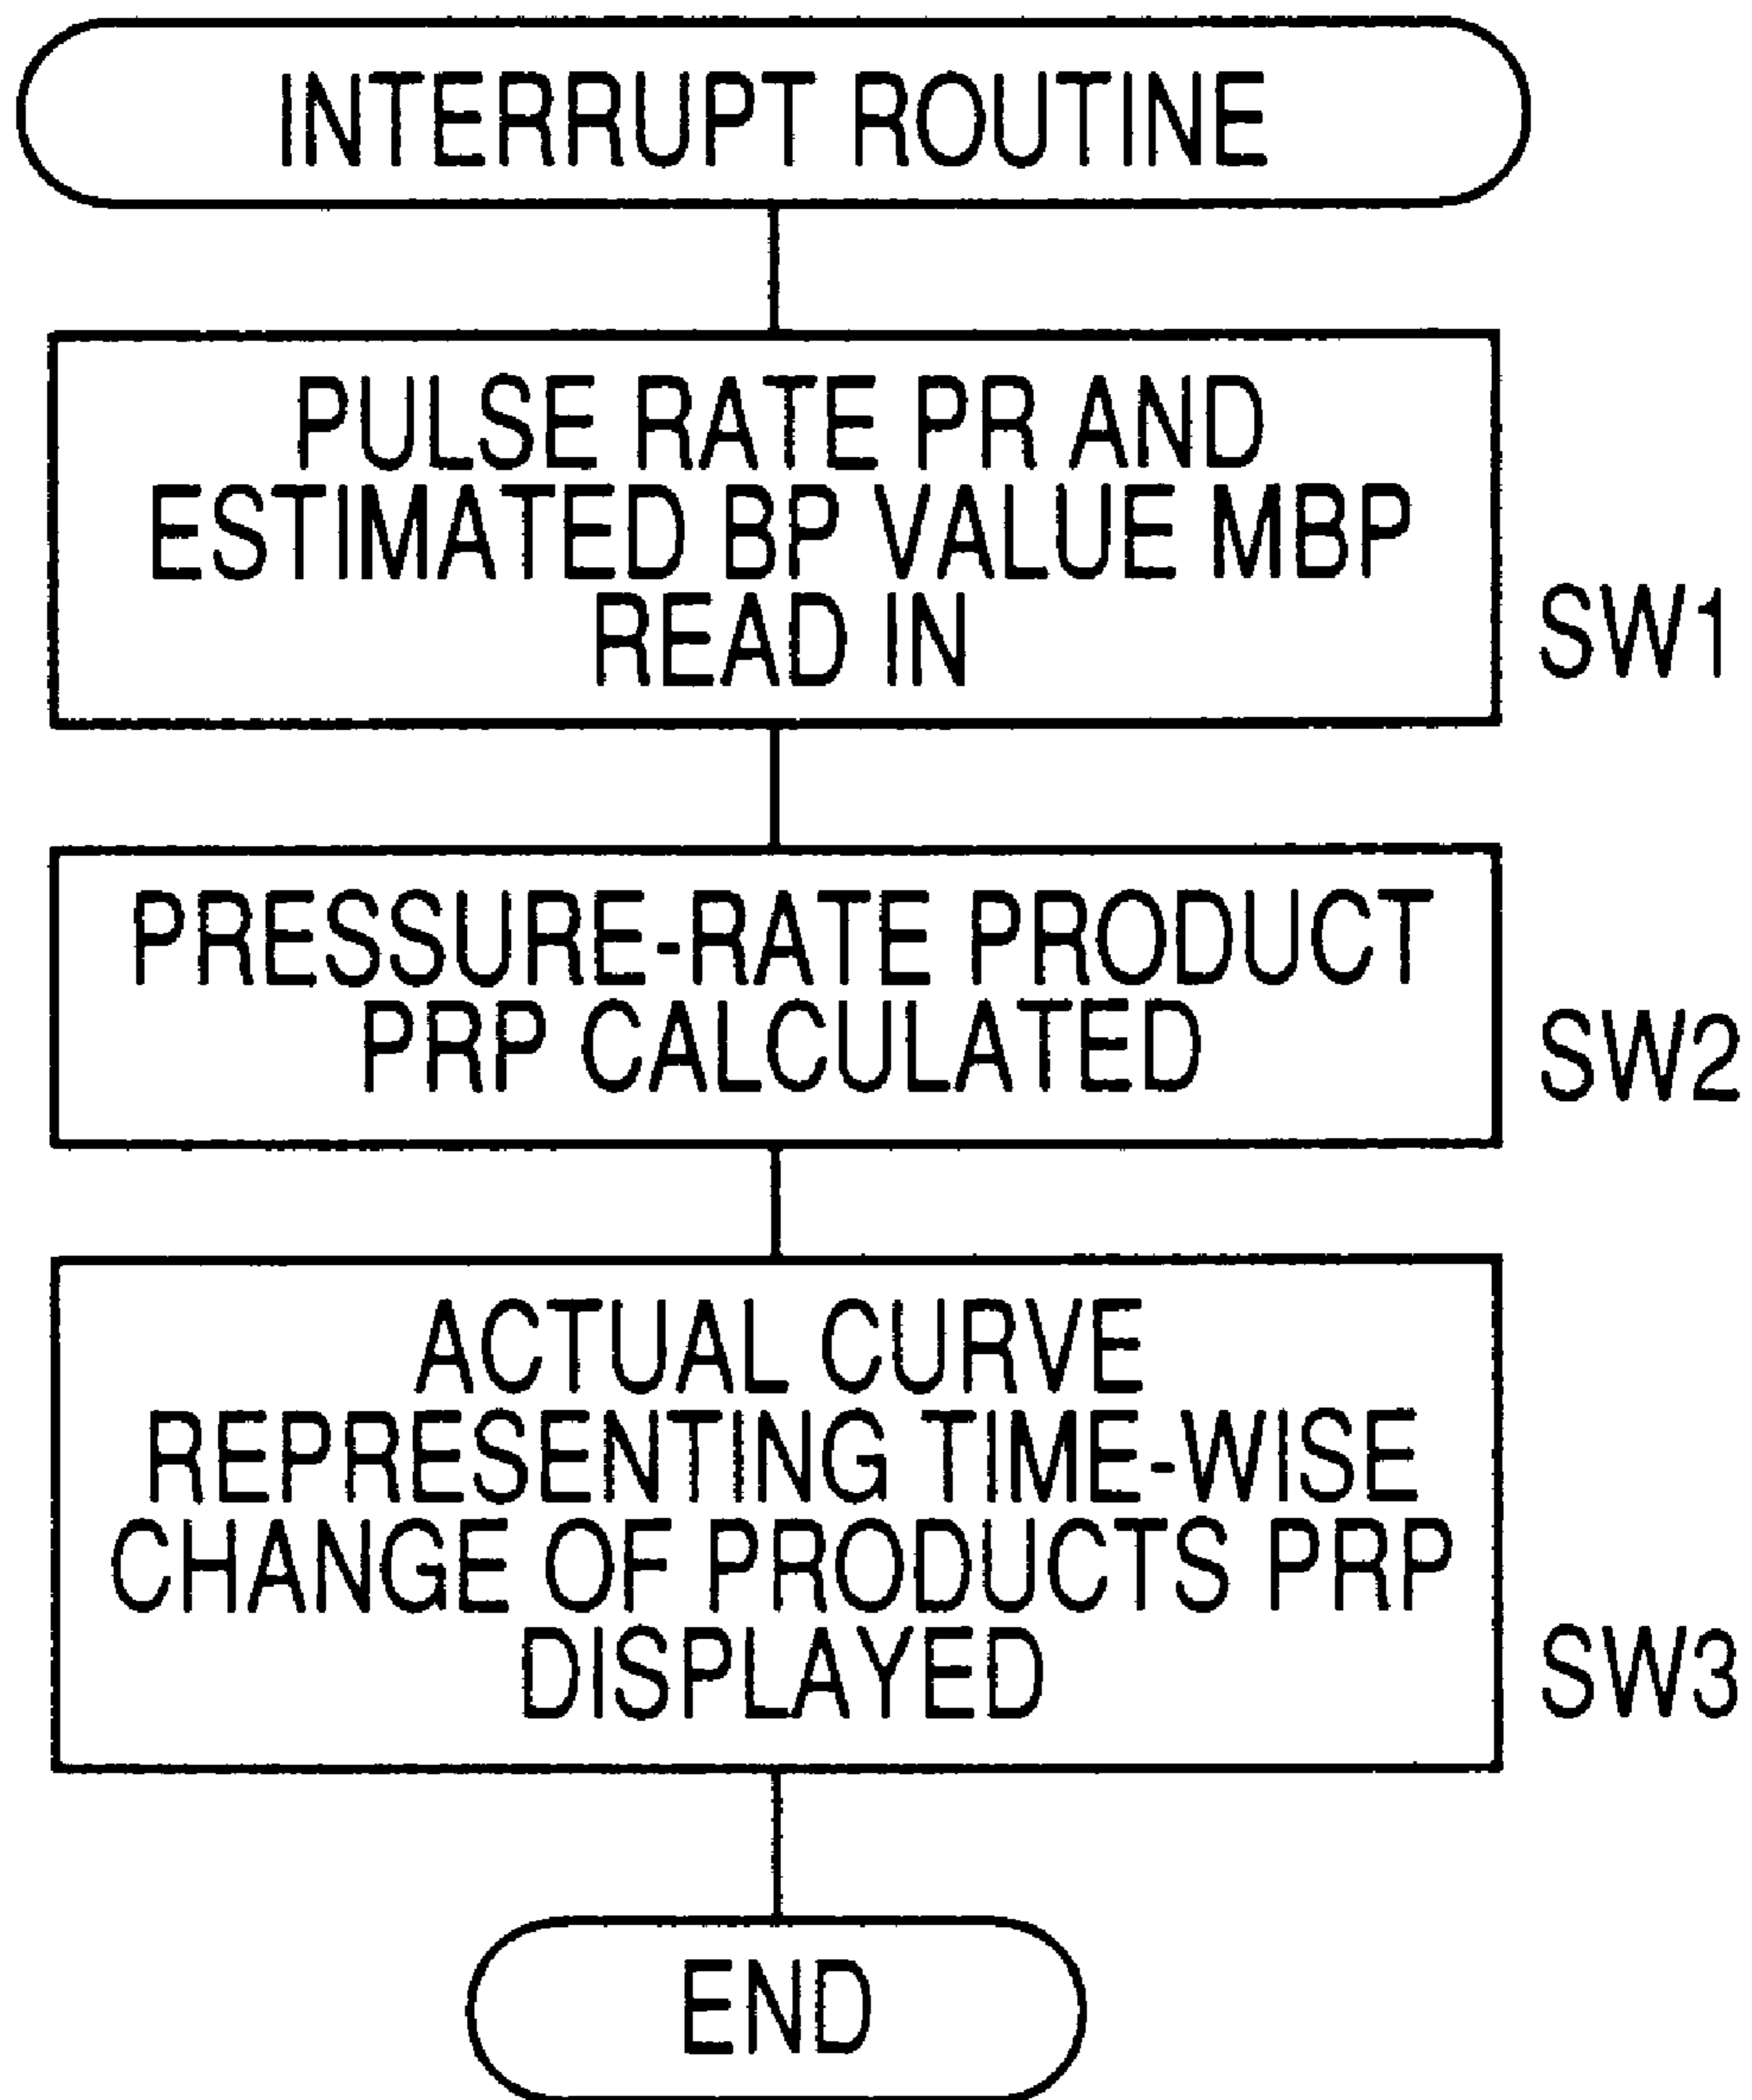 INTERRUPT ROUTINE
PULSE RATE PR AND
ESTIMATED BP VALUE MBP
READ IN
SW1
PRESSURE-RATE PRODUCT
PRP CALCULATED
SW2
ACTUAL CURVE
REPRESENTING TIME-WISE
CHANGE OF PRODUCTS PRP
DISPLAYED
SW3
END